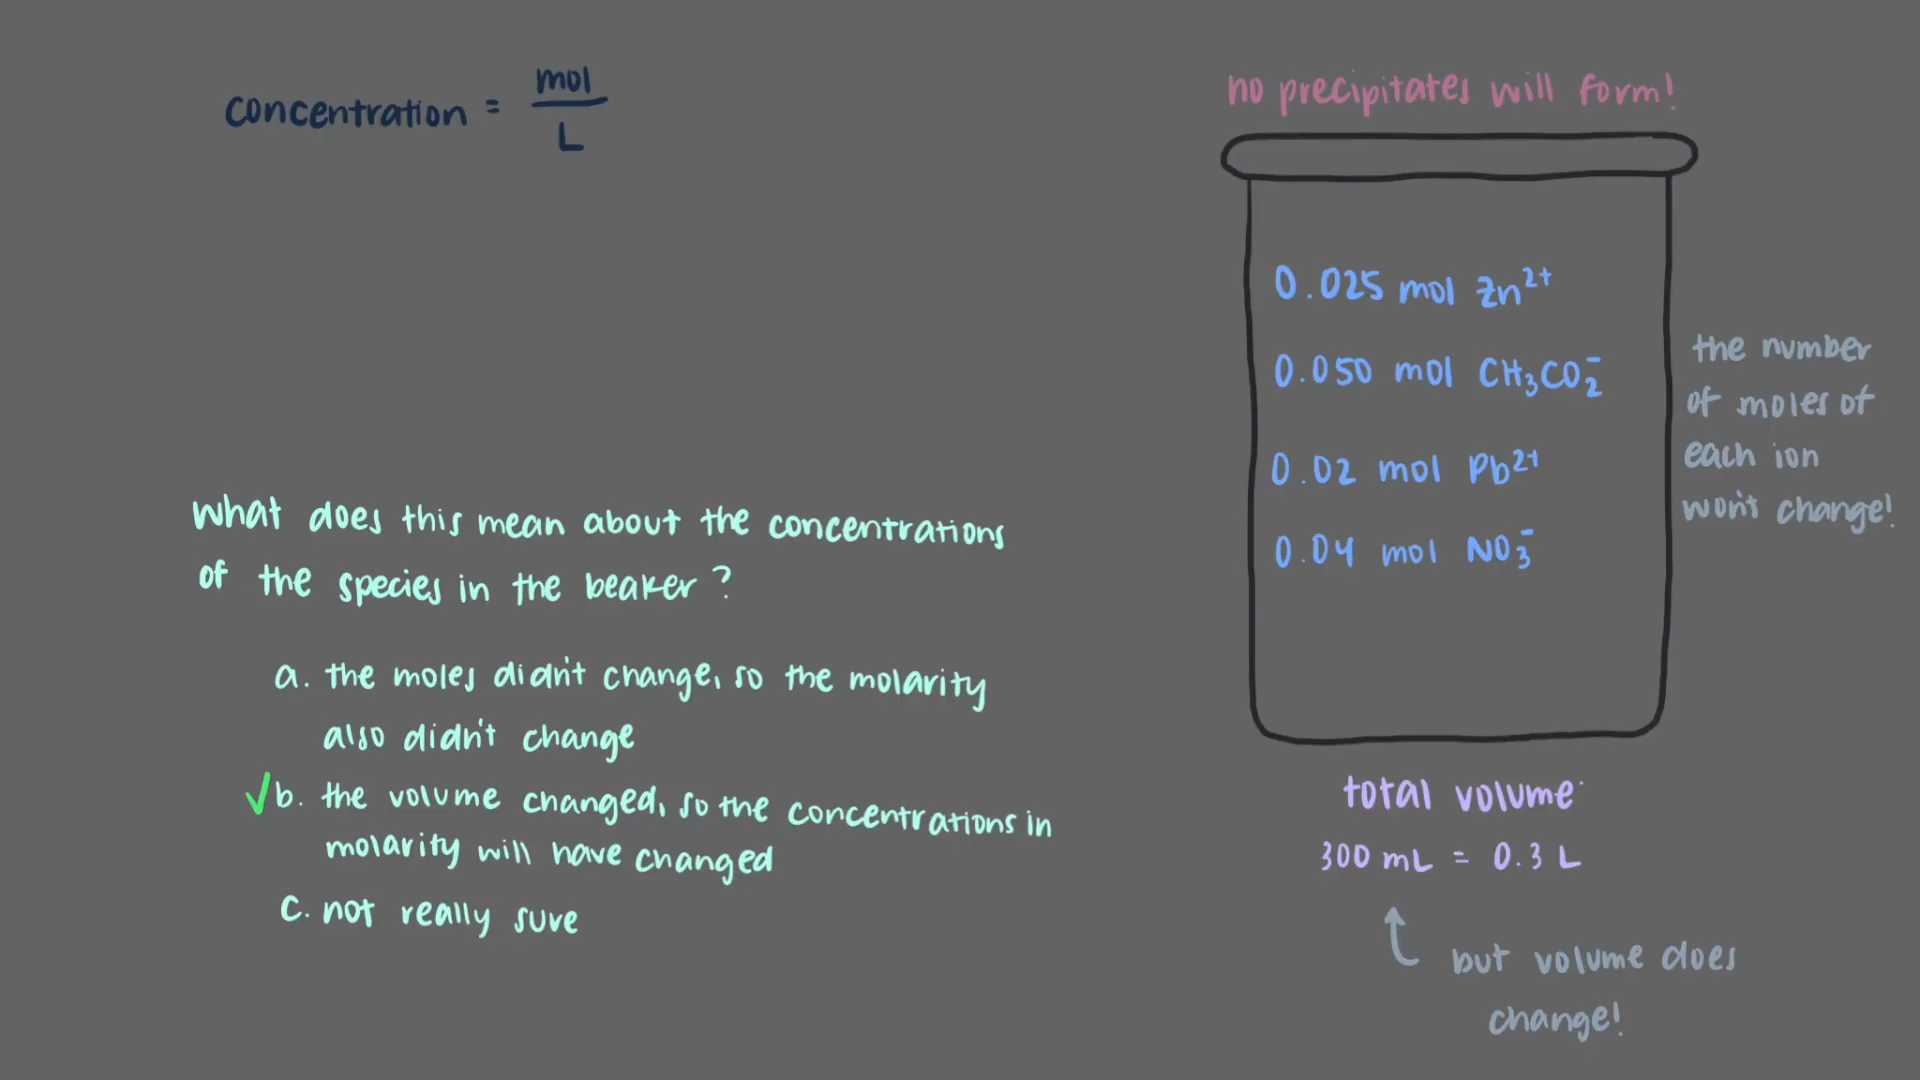 concentration = mol/L
no precipitates will form!
0.025 mol Zn²⁺
0.050 mol CH₃CO₂⁻
0.02 mol Pb²⁺
0.04 mol NO₃⁻
the number
of moles of
each ion
won't change!
what does this mean about the concentrations
of the species in the beaker?
a. the moles didn't change, so the molarity
also didn't change
✓b. the volume changed, so the concentrations in
molarity will have changed
c. not really sure
total volume:
300 mL = 0.3 L
but volume does
change!